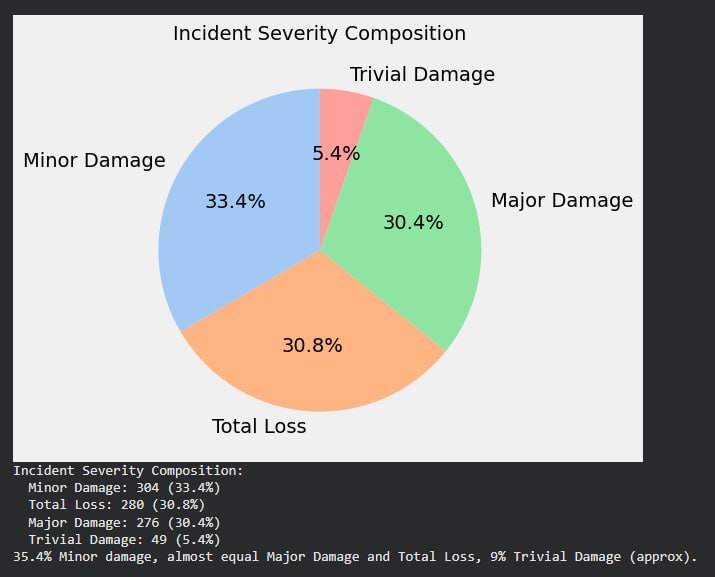 Incident Severity Composition
Trivial Damage
5.4%
Minor Damage
33.4%
Major Damage
30.4%
30.8%
Total Loss
Incident Severity Composition:
Minor Damage: 304 (33.4%)
Total Loss: 280 (30.8%)
Major Damage: 276 (30.4%)
Trivial Damage: 49 (5.4%)
35.4% Minor damage, almost equal Major Damage and Total Loss, 9% Trivial Damage (approx).